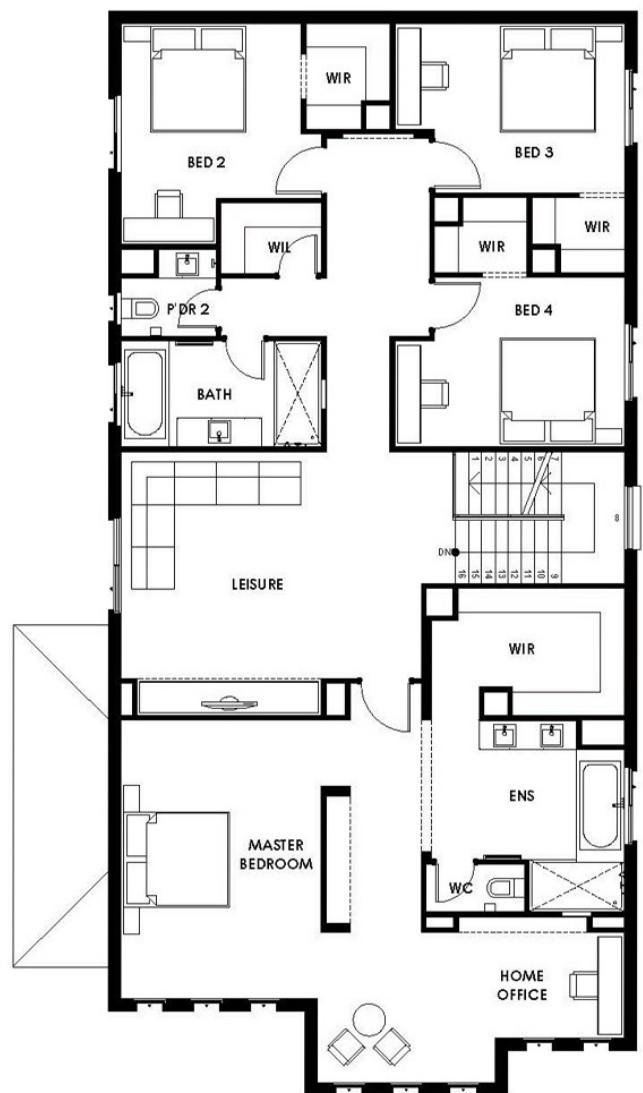 WIR
BED 2
BED 3
WIL
WIR
WIR
P'DR 2
BED 4
BATH
1 2 3 4 5 6 7
DN
16 15 14 13 12 11 10 9
8
LEISURE
WIR
ENS
MASTER
BEDROOM
WC
HOME
OFFICE